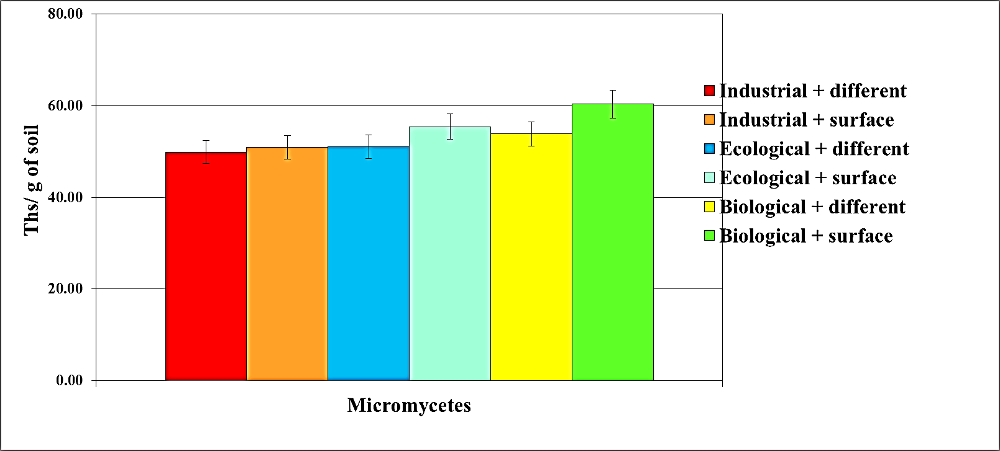 80.00
60.00
40.00
20.00
0.00
Ths/ g of soil
Micromycetes
Industrial + different
Industrial + surface
Ecological + different
Ecological + surface
Biological + different
Biological + surface